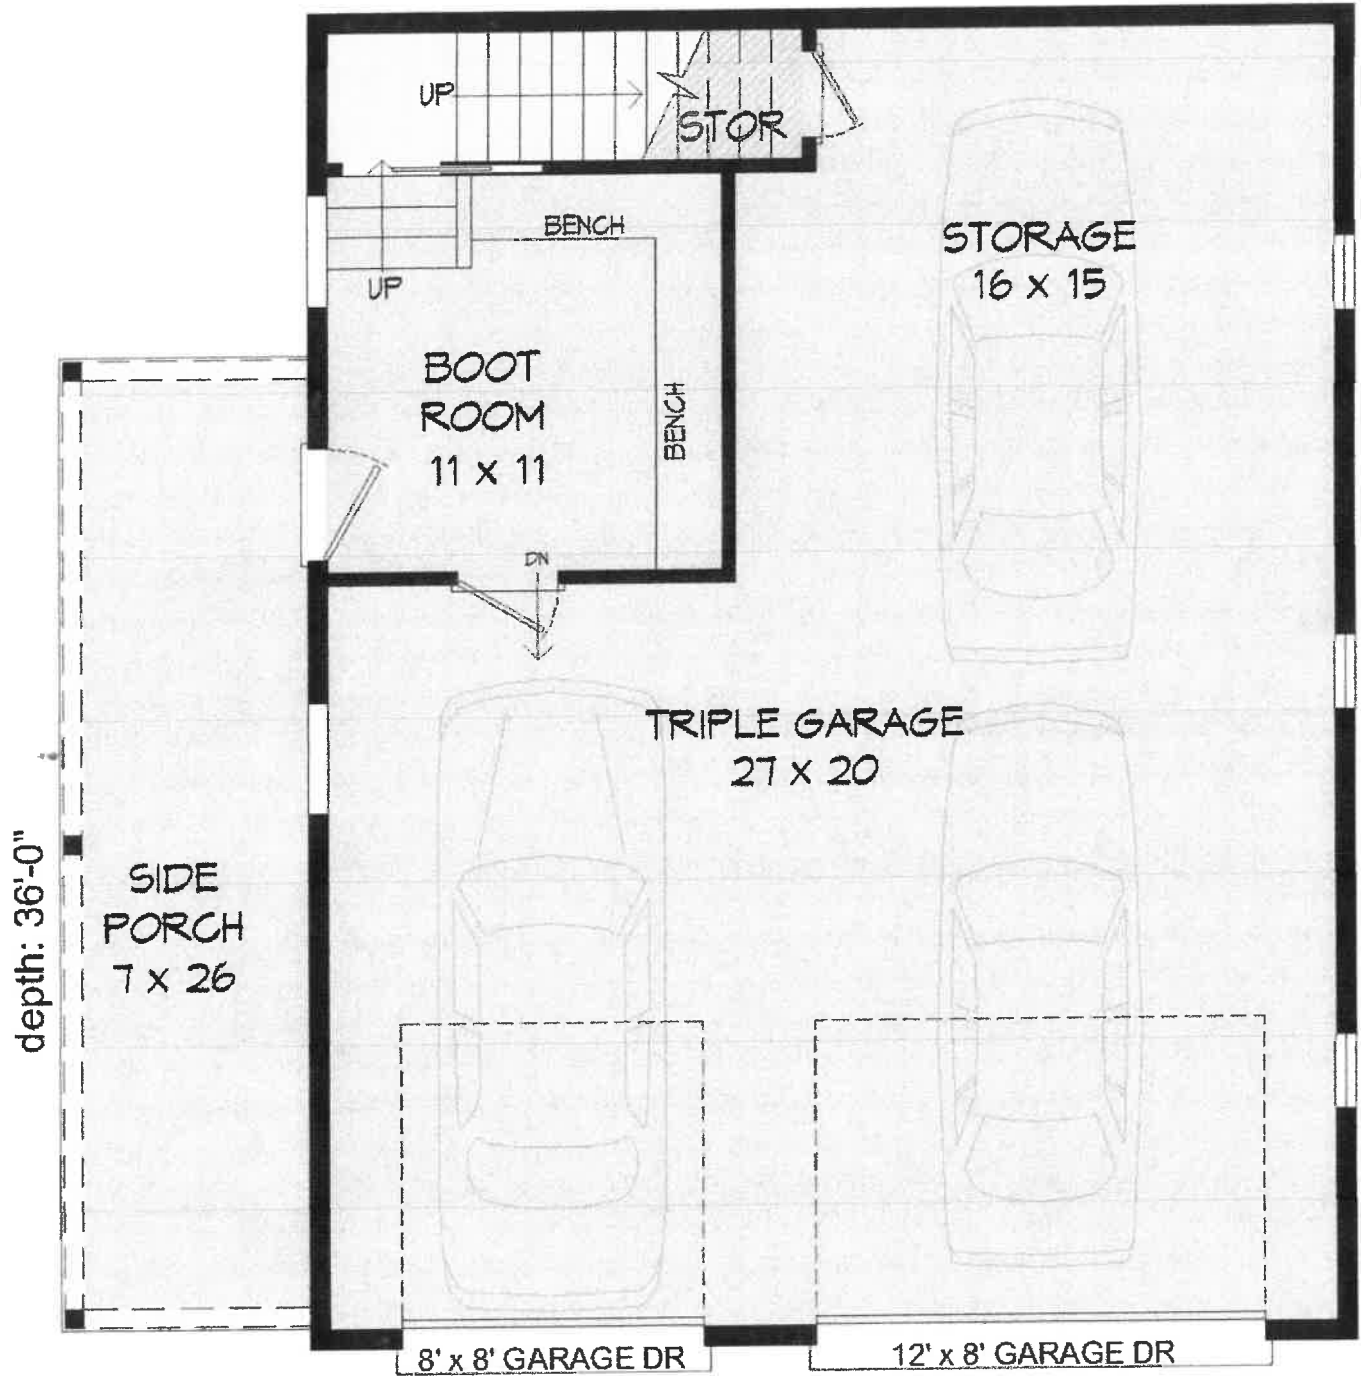 UP
STOR
BENCH
STORAGE
16 x 15
UP
BOOT
ROOM
11 x 11
BENCH
DN
TRIPLE GARAGE
27 x 20
SIDE
PORCH
7 x 26
depth: 36'-0"
8' x 8' GARAGE DR
12' x 8' GARAGE DR